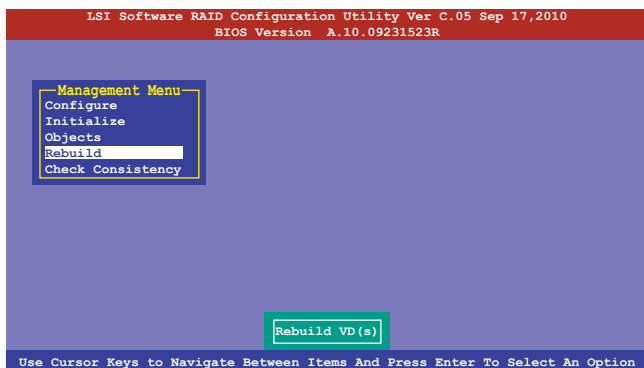 LSI Software RAID Configuration Utility Ver C.05 Sep 17,2010
BIOS Version A.10.09231523R
Management Menu
Configure
Initialize
Objects
Rebuild
Check Consistency
Rebuild VD(s)
Use Cursor Keys to Navigate Between Items And Press Enter To Select An Option